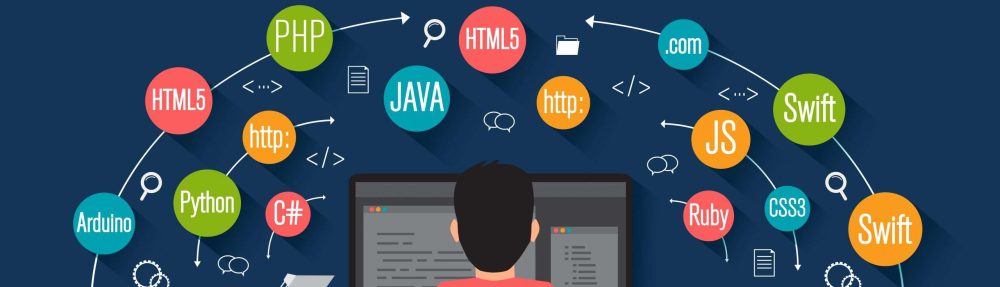 PHP
HTML5
.com
HTML5
JAVA
http:
Swift
http:
JS
Arduino
Python
C#
Ruby
CSS3
Swift